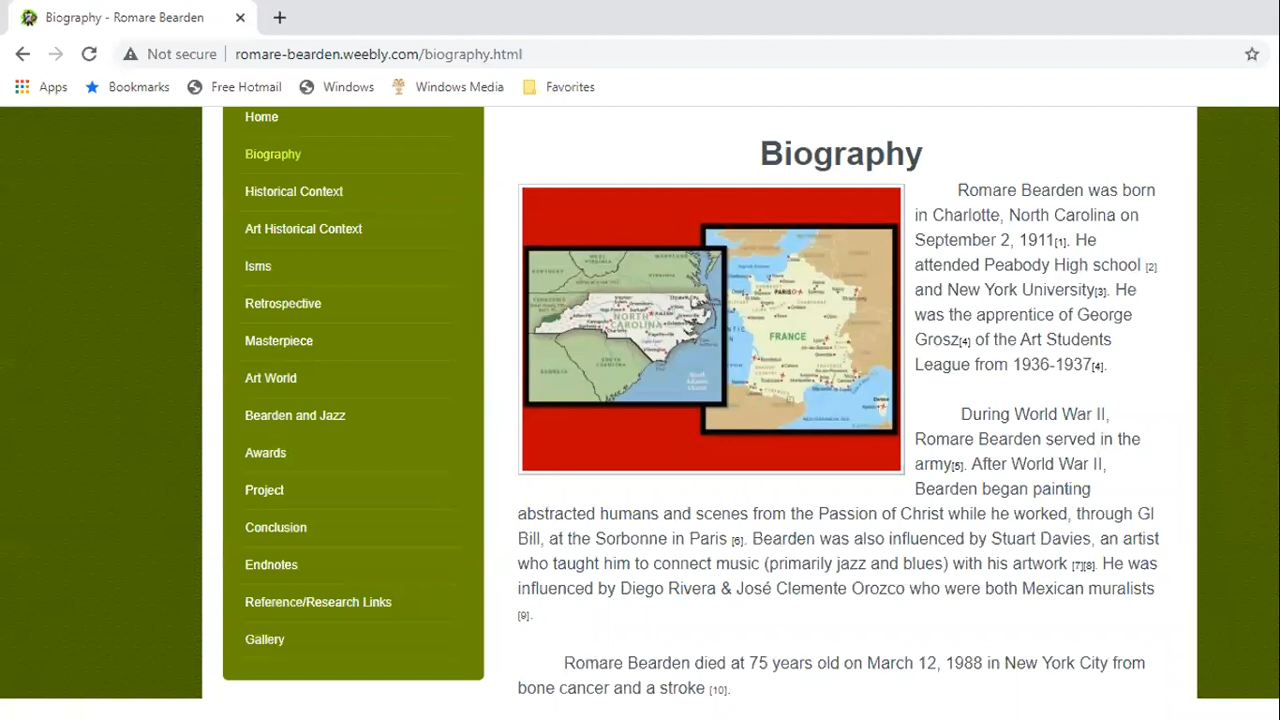 Biography - Romare Bearden
Not secure romare-bearden.weebly.com/biography.html
Apps Bookmarks Free Hotmail Windows Windows Media Favorites
Home
Biography
Historical Context
Art Historical Context
Isms
Retrospective
Masterpiece
Art World
Bearden and Jazz
Awards
Project
Conclusion
Endnotes
Reference/Research Links
Gallery
Biography
NORTH
CAROLINA
PARIS
FRANCE
Romare Bearden was born
in Charlotte, North Carolina on
September 2, 1911[1]. He
attended Peabody High school [2]
and New York University[3]. He
was the apprentice of George
Grosz[4] of the Art Students
League from 1936-1937[4].
During World War II,
Romare Bearden served in the
army[5]. After World War II,
Bearden began painting
abstracted humans and scenes from the Passion of Christ while he worked, through GI
Bill, at the Sorbonne in Paris [6]. Bearden was also influenced by Stuart Davies, an artist
who taught him to connect music (primarily jazz and blues) with his artwork [7][8]. He was
influenced by Diego Rivera & José Clemente Orozco who were both Mexican muralists
[9].
Romare Bearden died at 75 years old on March 12, 1988 in New York City from
bone cancer and a stroke [10].